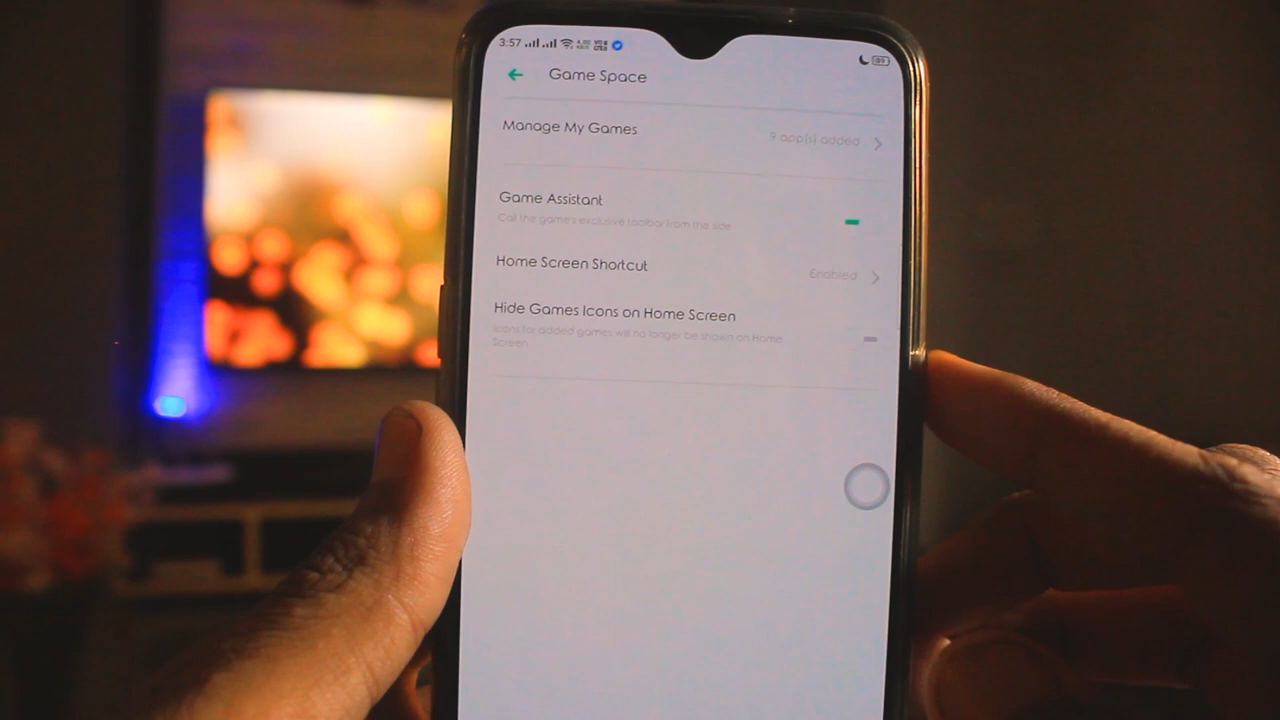 3:57
89
Game Space
Manage My Games
9 app(s) added
Game Assistant
Call the game's exclusive toolbar from the side
Home Screen Shortcut
Enabled
Hide Games Icons on Home Screen
Icons for added games will no longer be shown on Home
Screen